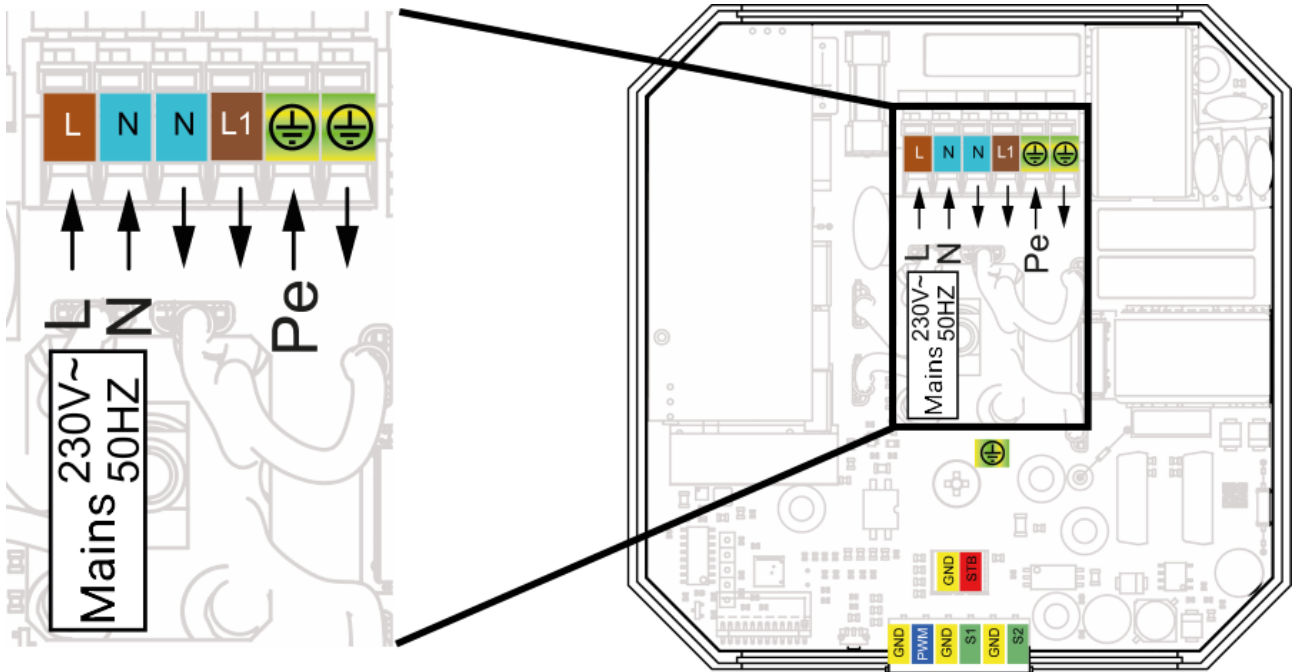 L N N L1
L
N
Pe
Mains 230V~
50HZ
L N N L1
L
N
Pe
Mains 230V~
50HZ
GND STB
GND PWM GND S1 GND S2